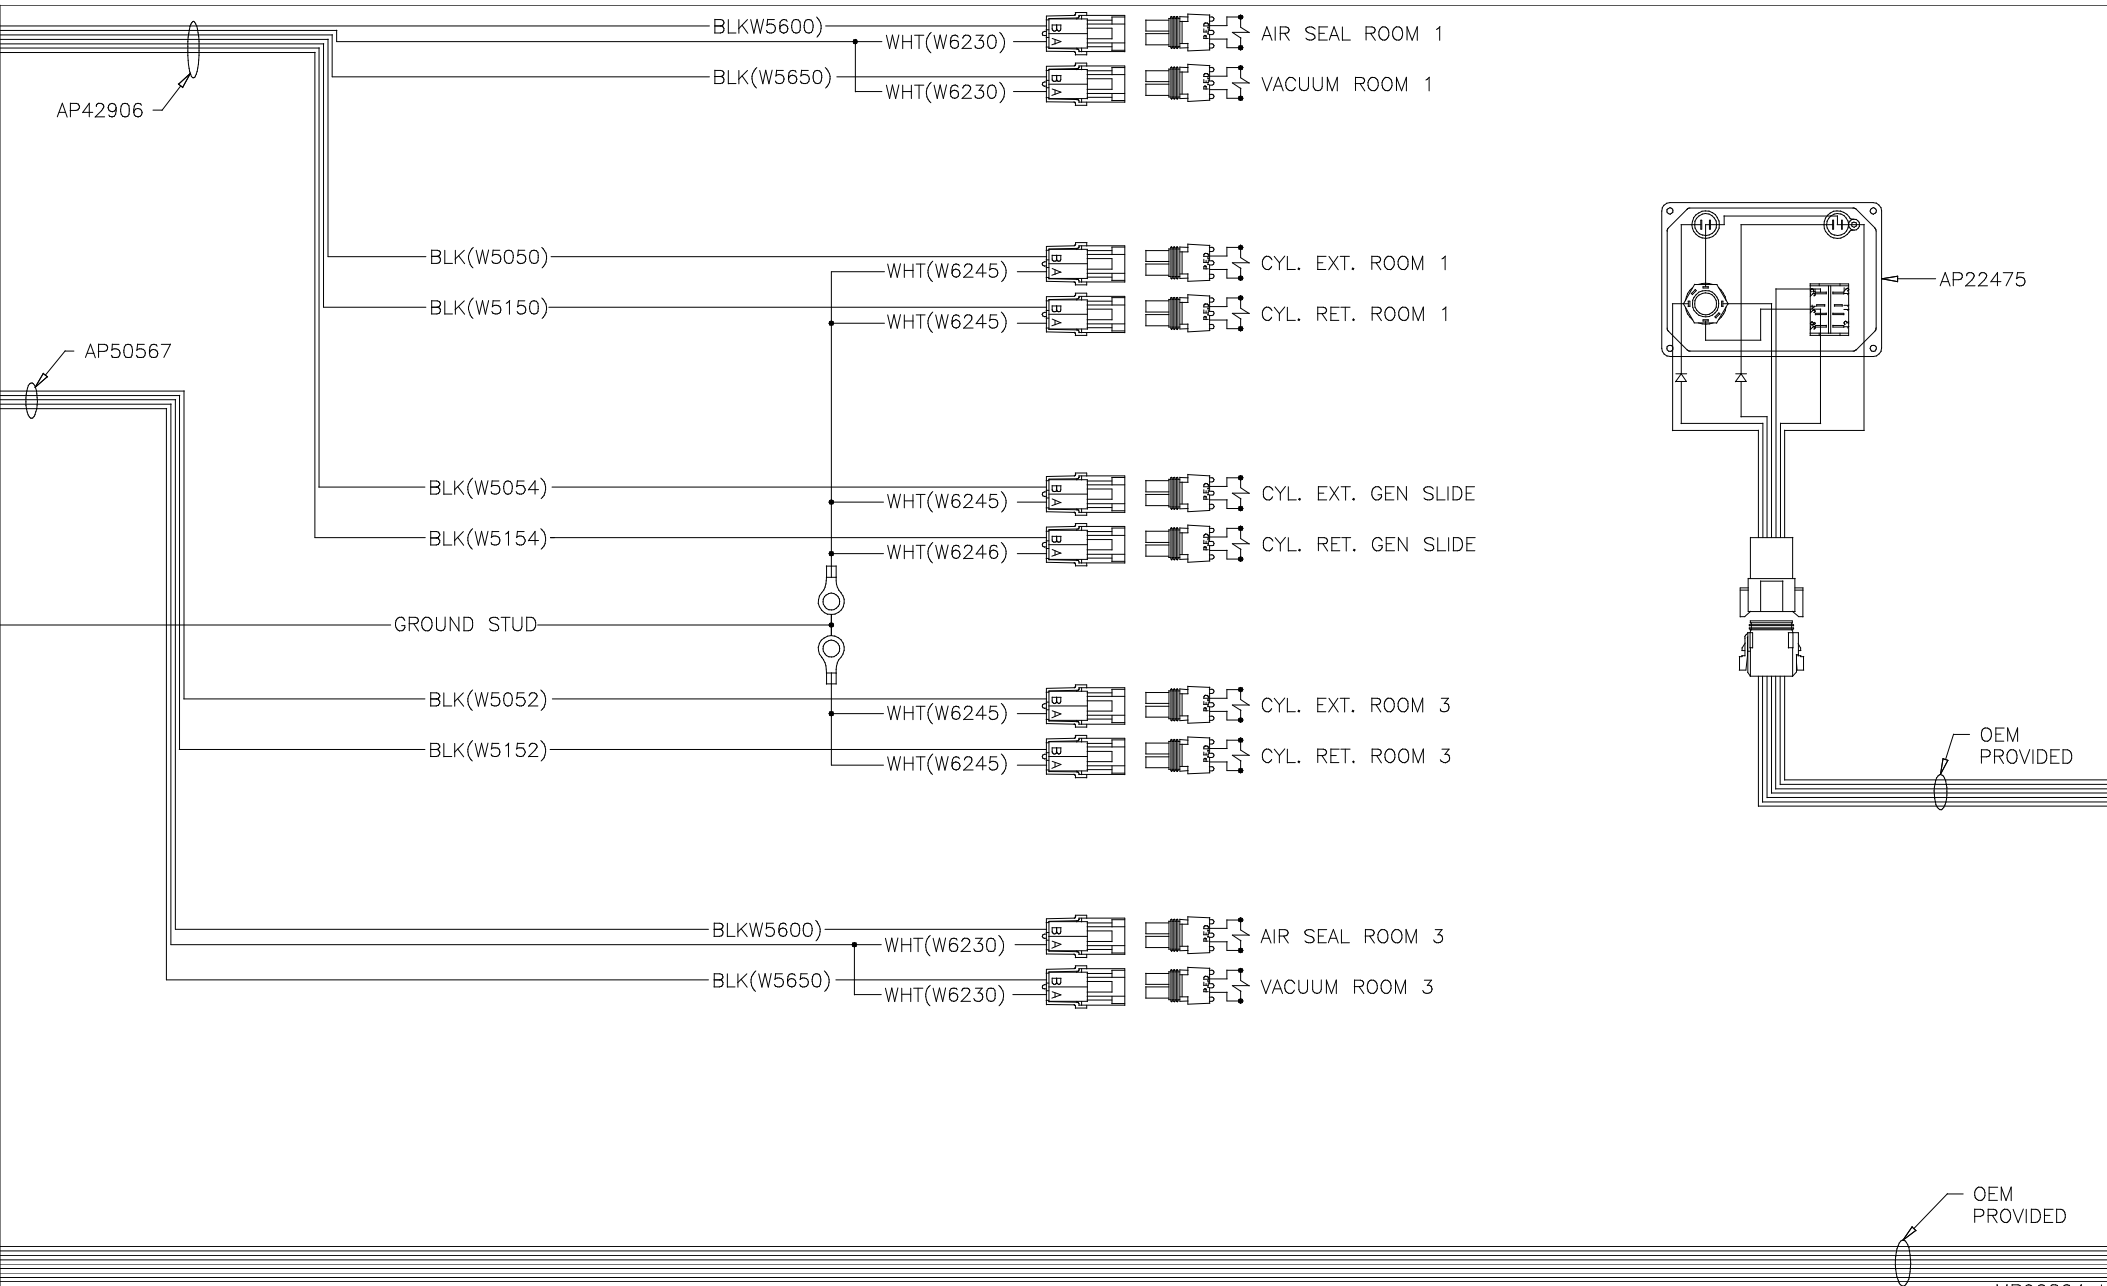 BLKW5600)
WHT(W6230)
AIR SEAL ROOM 1
BLK(W5650)
WHT(W6230)
VACUUM ROOM 1
AP42906
BLK(W5050)
WHT(W6245)
CYL. EXT. ROOM 1
BLK(W5150)
WHT(W6245)
CYL. RET. ROOM 1
AP22475
AP50567
BLK(W5054)
WHT(W6245)
CYL. EXT. GEN SLIDE
BLK(W5154)
WHT(W6246)
CYL. RET. GEN SLIDE
GROUND STUD
BLK(W5052)
WHT(W6245)
CYL. EXT. ROOM 3
BLK(W5152)
WHT(W6245)
CYL. RET. ROOM 3
OEM
PROVIDED
BLKW5600)
WHT(W6230)
AIR SEAL ROOM 3
BLK(W5650)
WHT(W6230)
VACUUM ROOM 3
OEM
PROVIDED